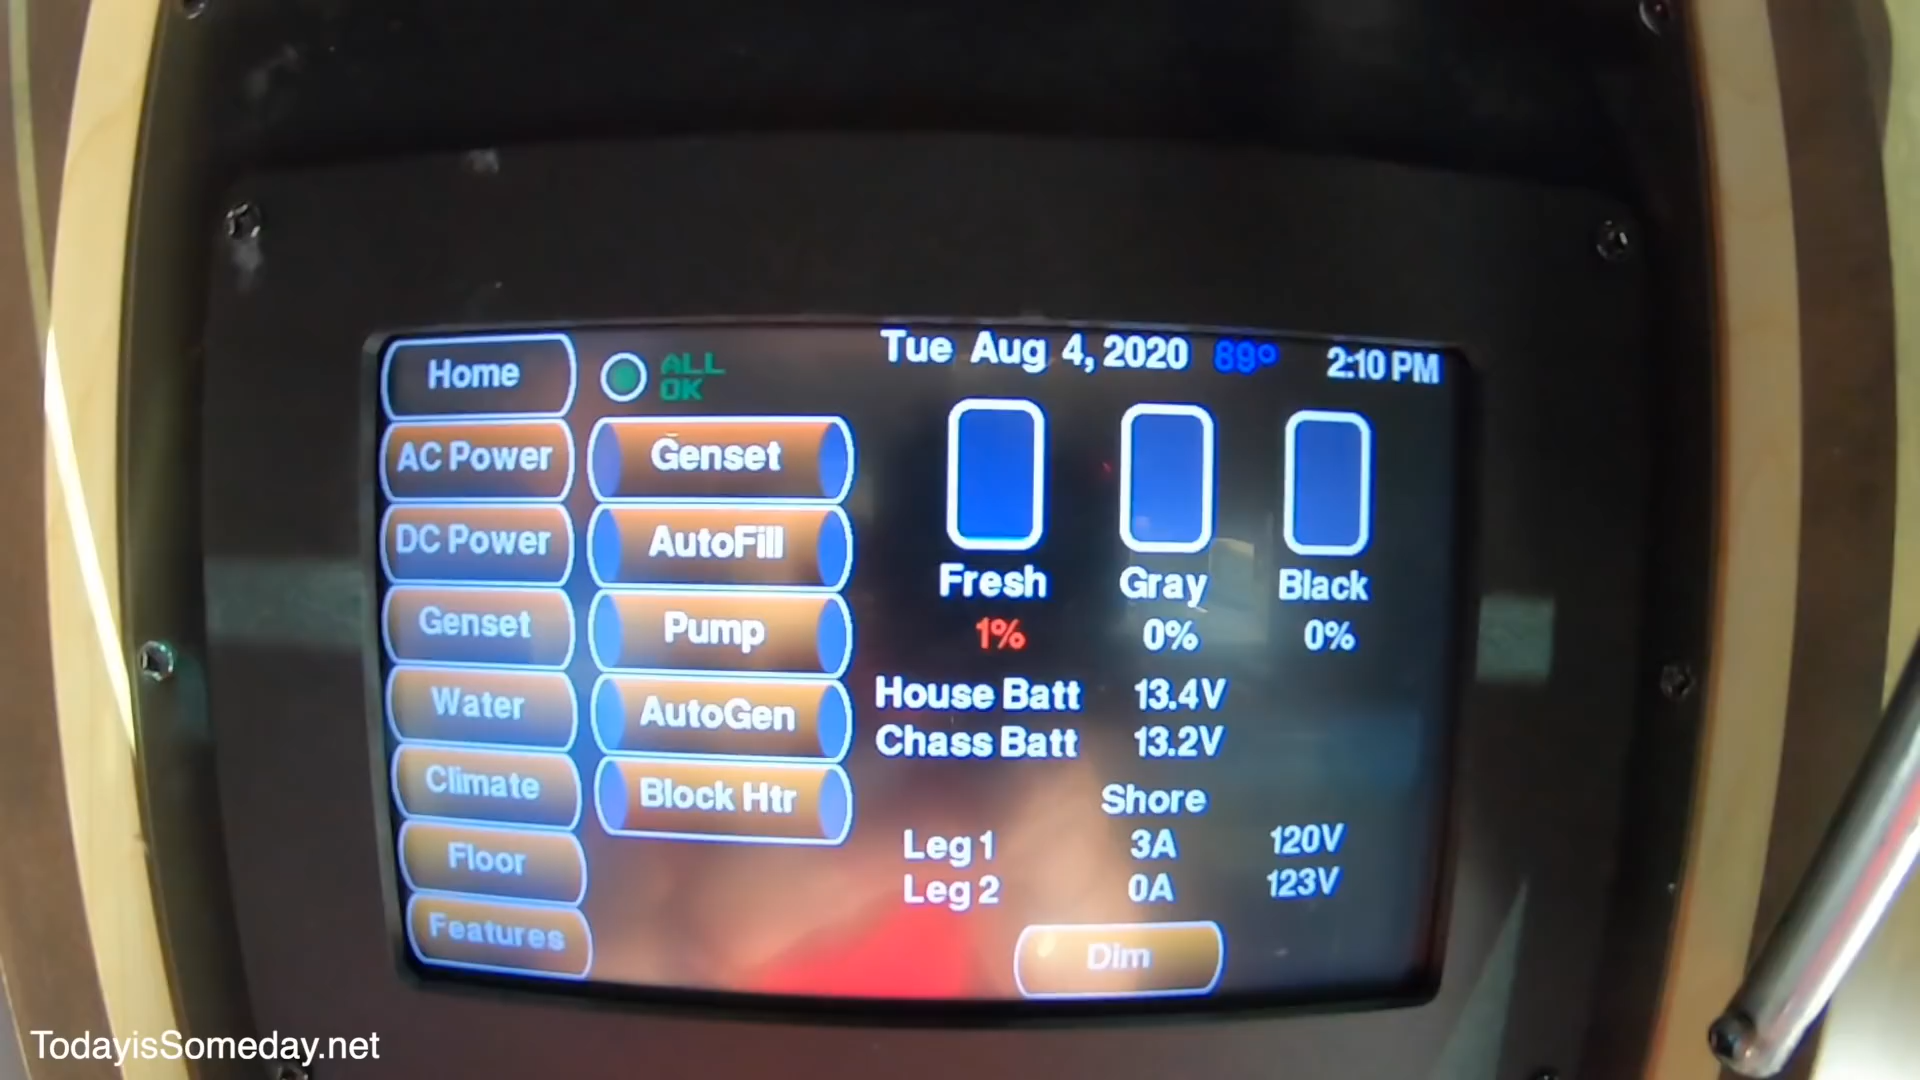 Home
AC Power
DC Power
Genset
Water
Climate
Floor
Features
ALL
OK
Genset
AutoFill
Pump
AutoGen
Block Htr
Tue Aug 4, 2020 89° 2:10 PM
Fresh Gray Black
1% 0% 0%
House Batt 13.4V
Chass Batt 13.2V
Shore
Leg 1 3A 120V
Leg 2 0A 123V
Dim
TodayisSomeday.net